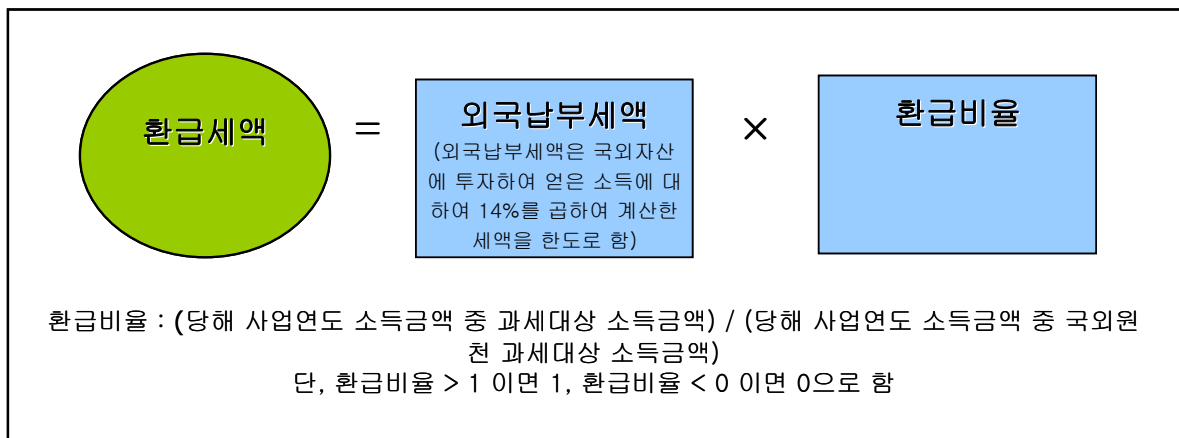 환급세액
=
외국납부세액
(외국납부세액은 국외자산
에 투자하여 얻은 소득에 대
하여 14%를 곱하여 계산한
세액을 한도로 함)
×
환급비율
환급비율 : (당해 사업연도 소득금액 중 과세대상 소득금액) / (당해 사업연도 소득금액 중 국외원
천 과세대상 소득금액)
단, 환급비율 > 1 이면 1, 환급비율 < 0 이면 0으로 함